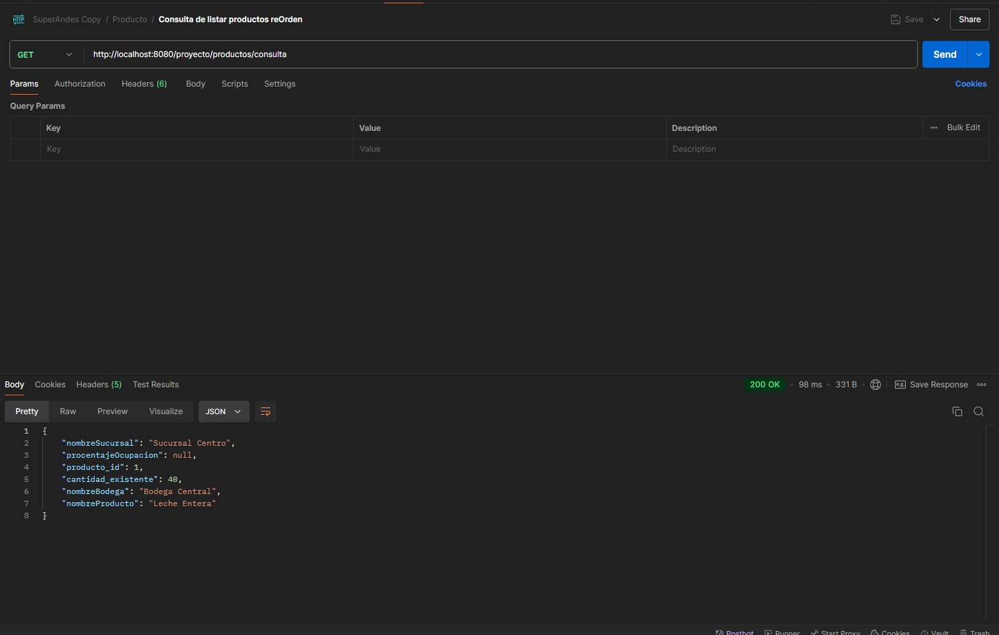 HTTP SuperAndes Copy / Producto / Consulta de listar productos reOrden Save Share
GET http://localhost:8080/proyecto/productos/consulta Send
Params Authorization Headers (6) Body Scripts Settings Cookies
Query Params
Key Value Description Bulk Edit
Key Value Description
Body Cookies Headers (5) Test Results 200 OK 98 ms 331 B e.g. Save Response
Pretty Raw Preview Visualize JSON
1 {
2 "nombreSucursal": "Sucursal Centro",
3 "procentajeOcupacion": null,
4 "producto_id": 1,
5 "cantidad_existente": 40,
6 "nombreBodega": "Bodega Central",
7 "nombreProducto": "Leche Entera"
8 }
Postbot Runner Start Proxy Cookies Vault Trash